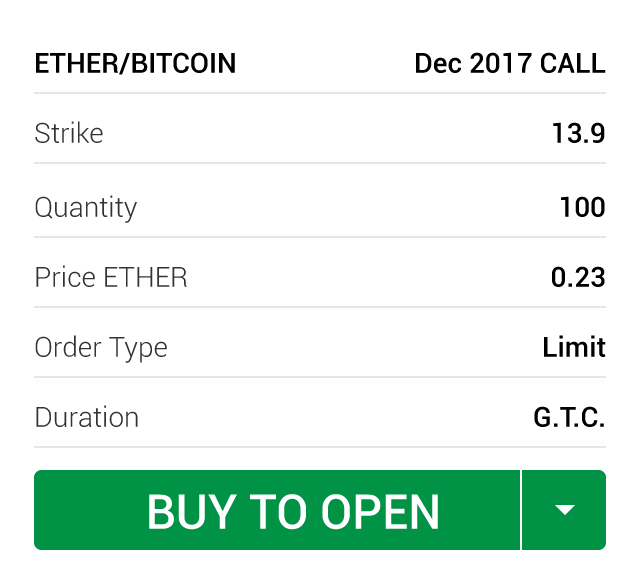 ETHER/BITCOIN Dec 2017 CALL
Strike 13.9
Quantity 100
Price ETHER 0.23
Order Type Limit
Duration G.T.C.
BUY TO OPEN